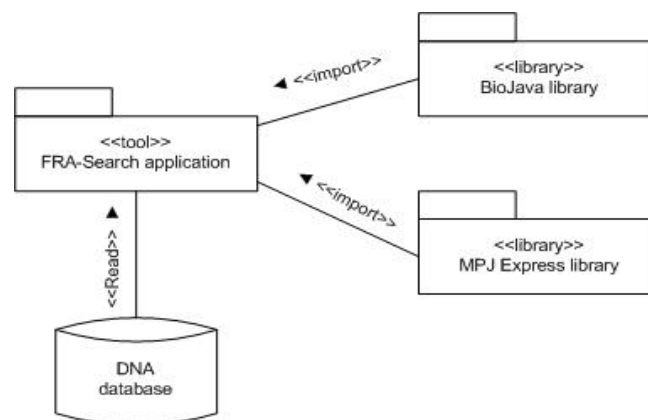 <<import>>
<<library>>
BioJava library
<<tool>>
FRA-Search application
<<import>>
<<library>>
MPJ Express library
<<Read>>
DNA
database